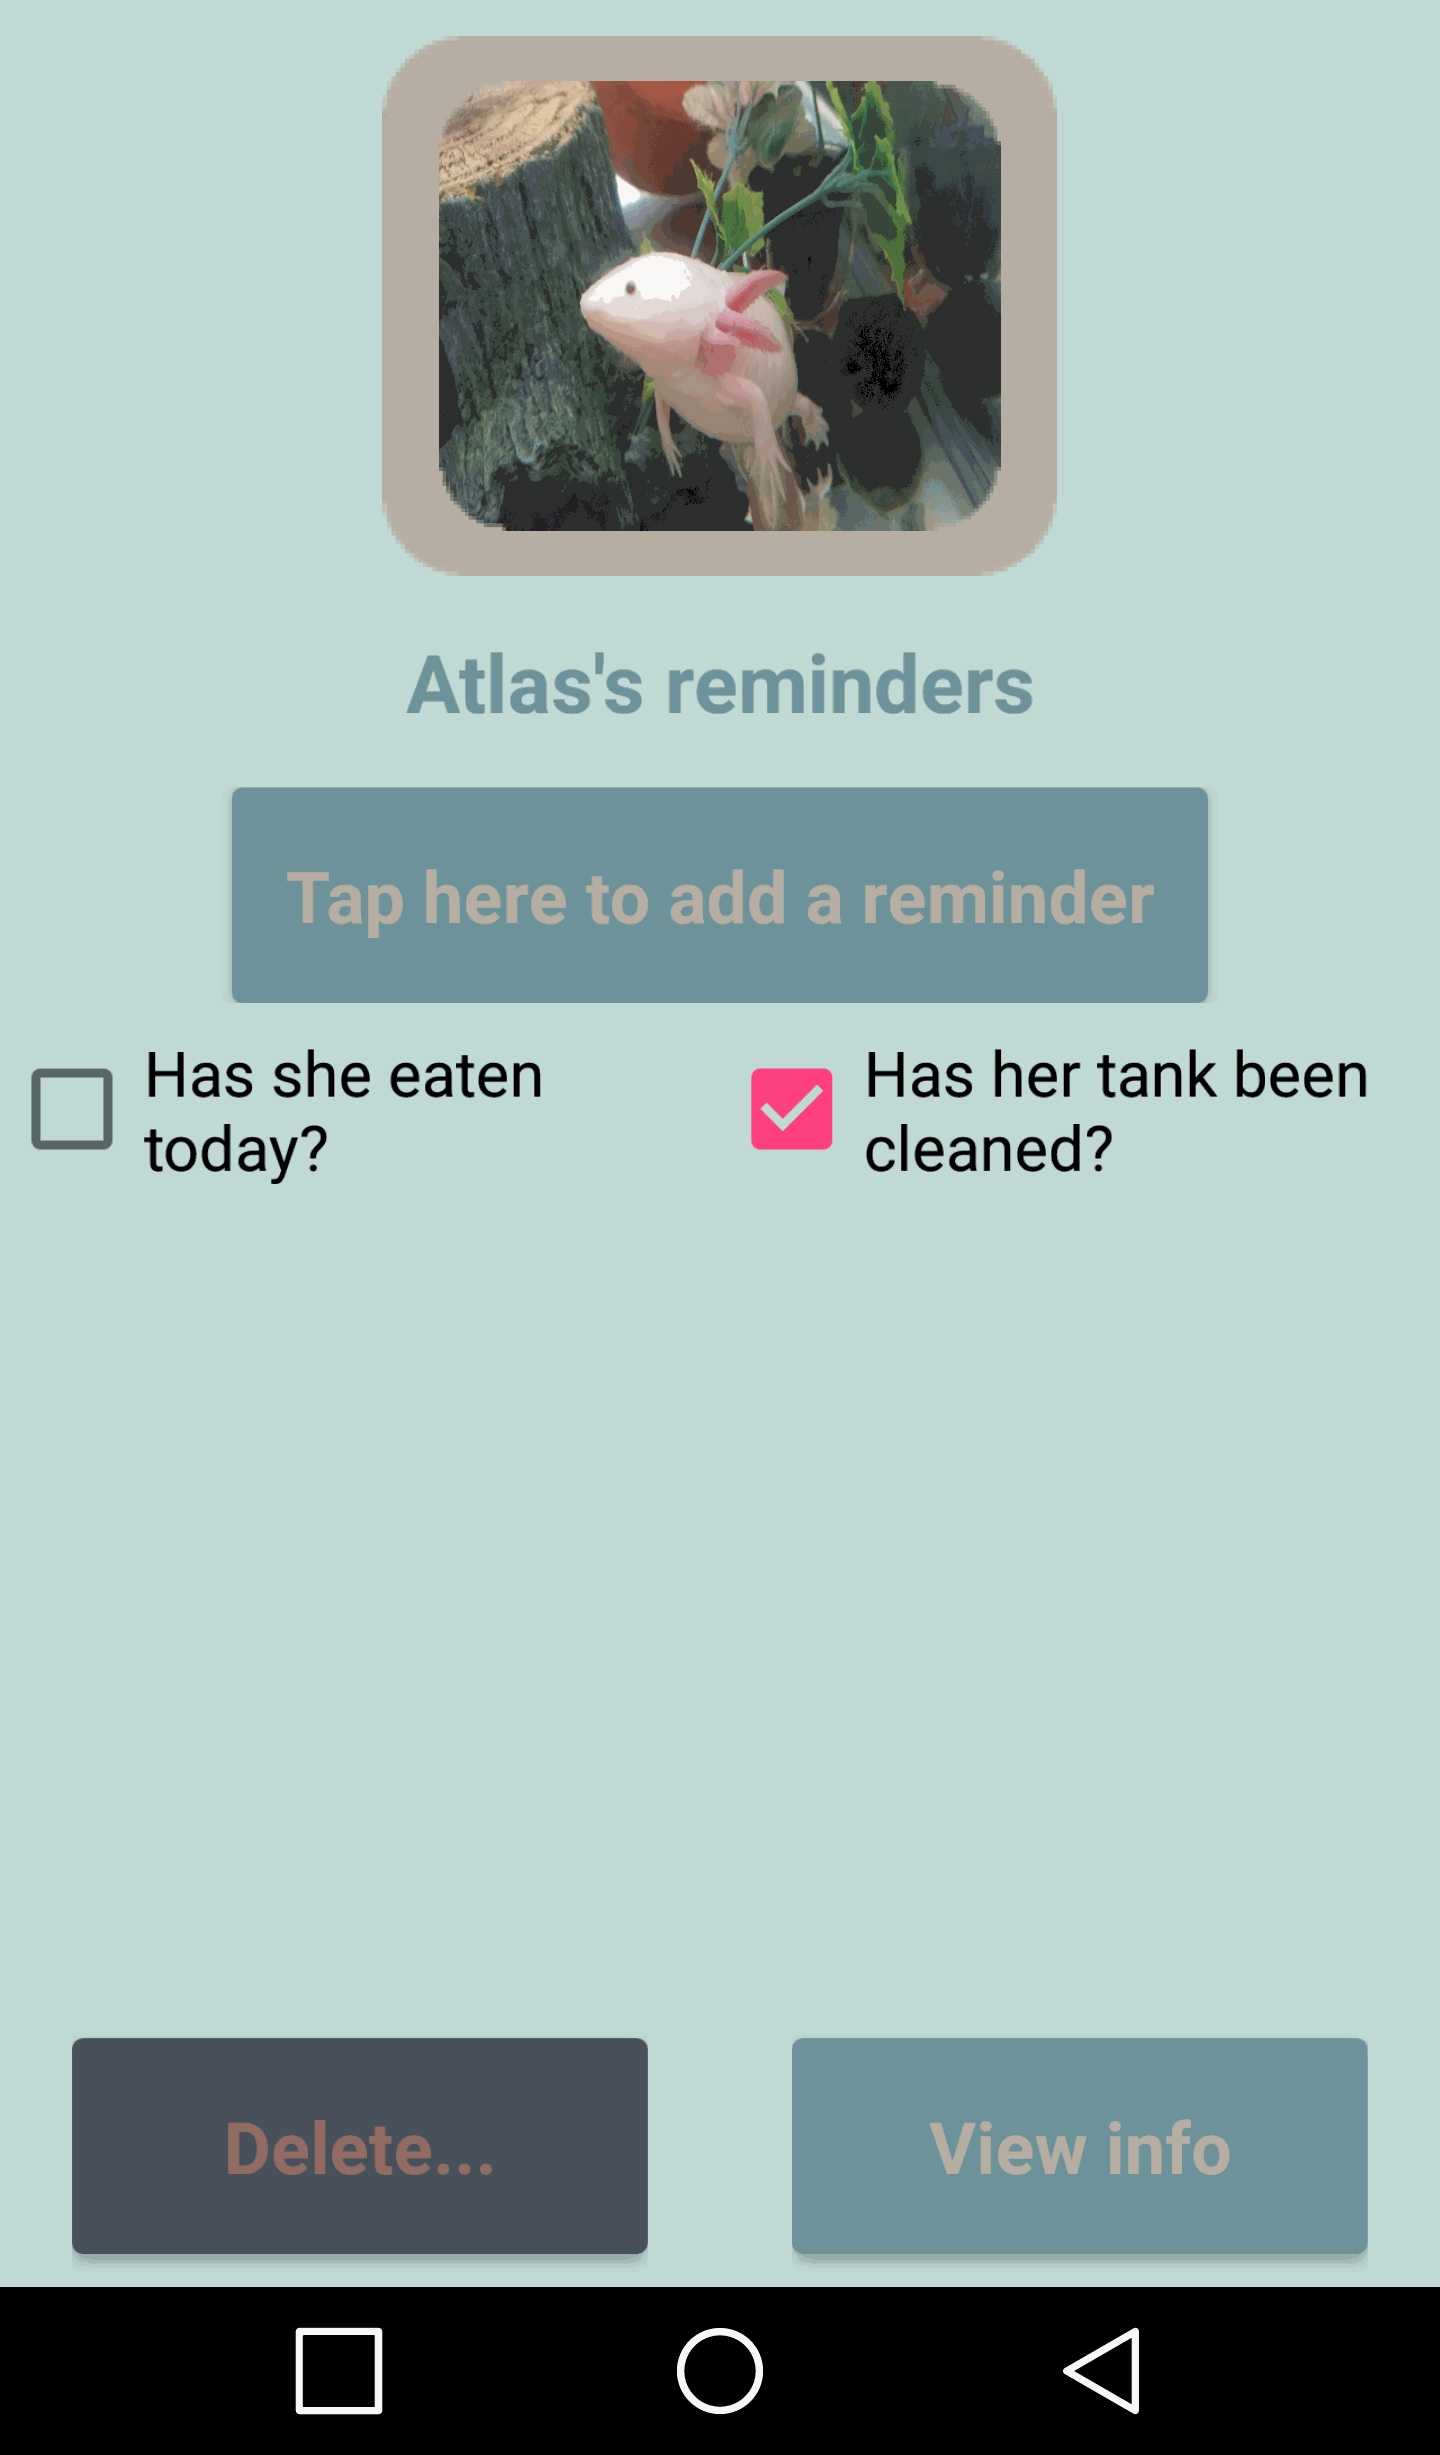 Atlas's reminders
Tap here to add a reminder
Has she eaten
today?
Has her tank been
cleaned?
Delete...
View info